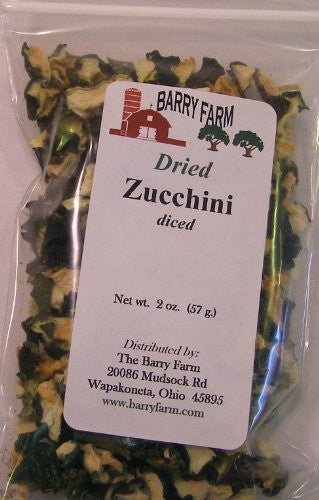 BARRY FARM
Dried
Zucchini
diced
Net wt. 2 oz. (57 g.)
Distributed by:
The Barry Farm
20086 Mudsock Rd
Wapakoneta, Ohio 45895
www.barryfarm.com